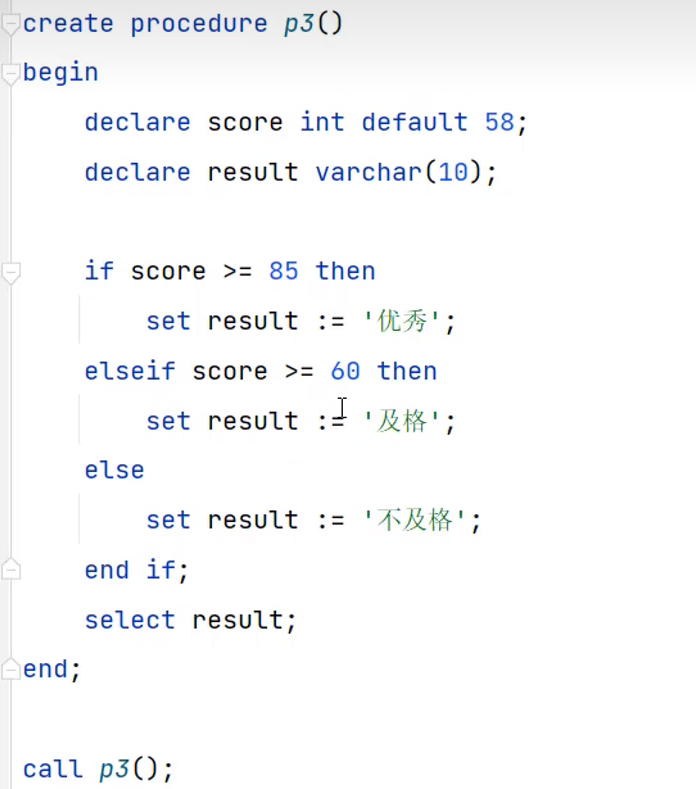 create procedure p3()
begin
    declare score int default 58;
    declare result varchar(10);

    if score >= 85 then
        set result := '优秀';
    elseif score >= 60 then
        set result := '及格';
    else
        set result := '不及格';
    end if;
    select result;
end;

call p3();